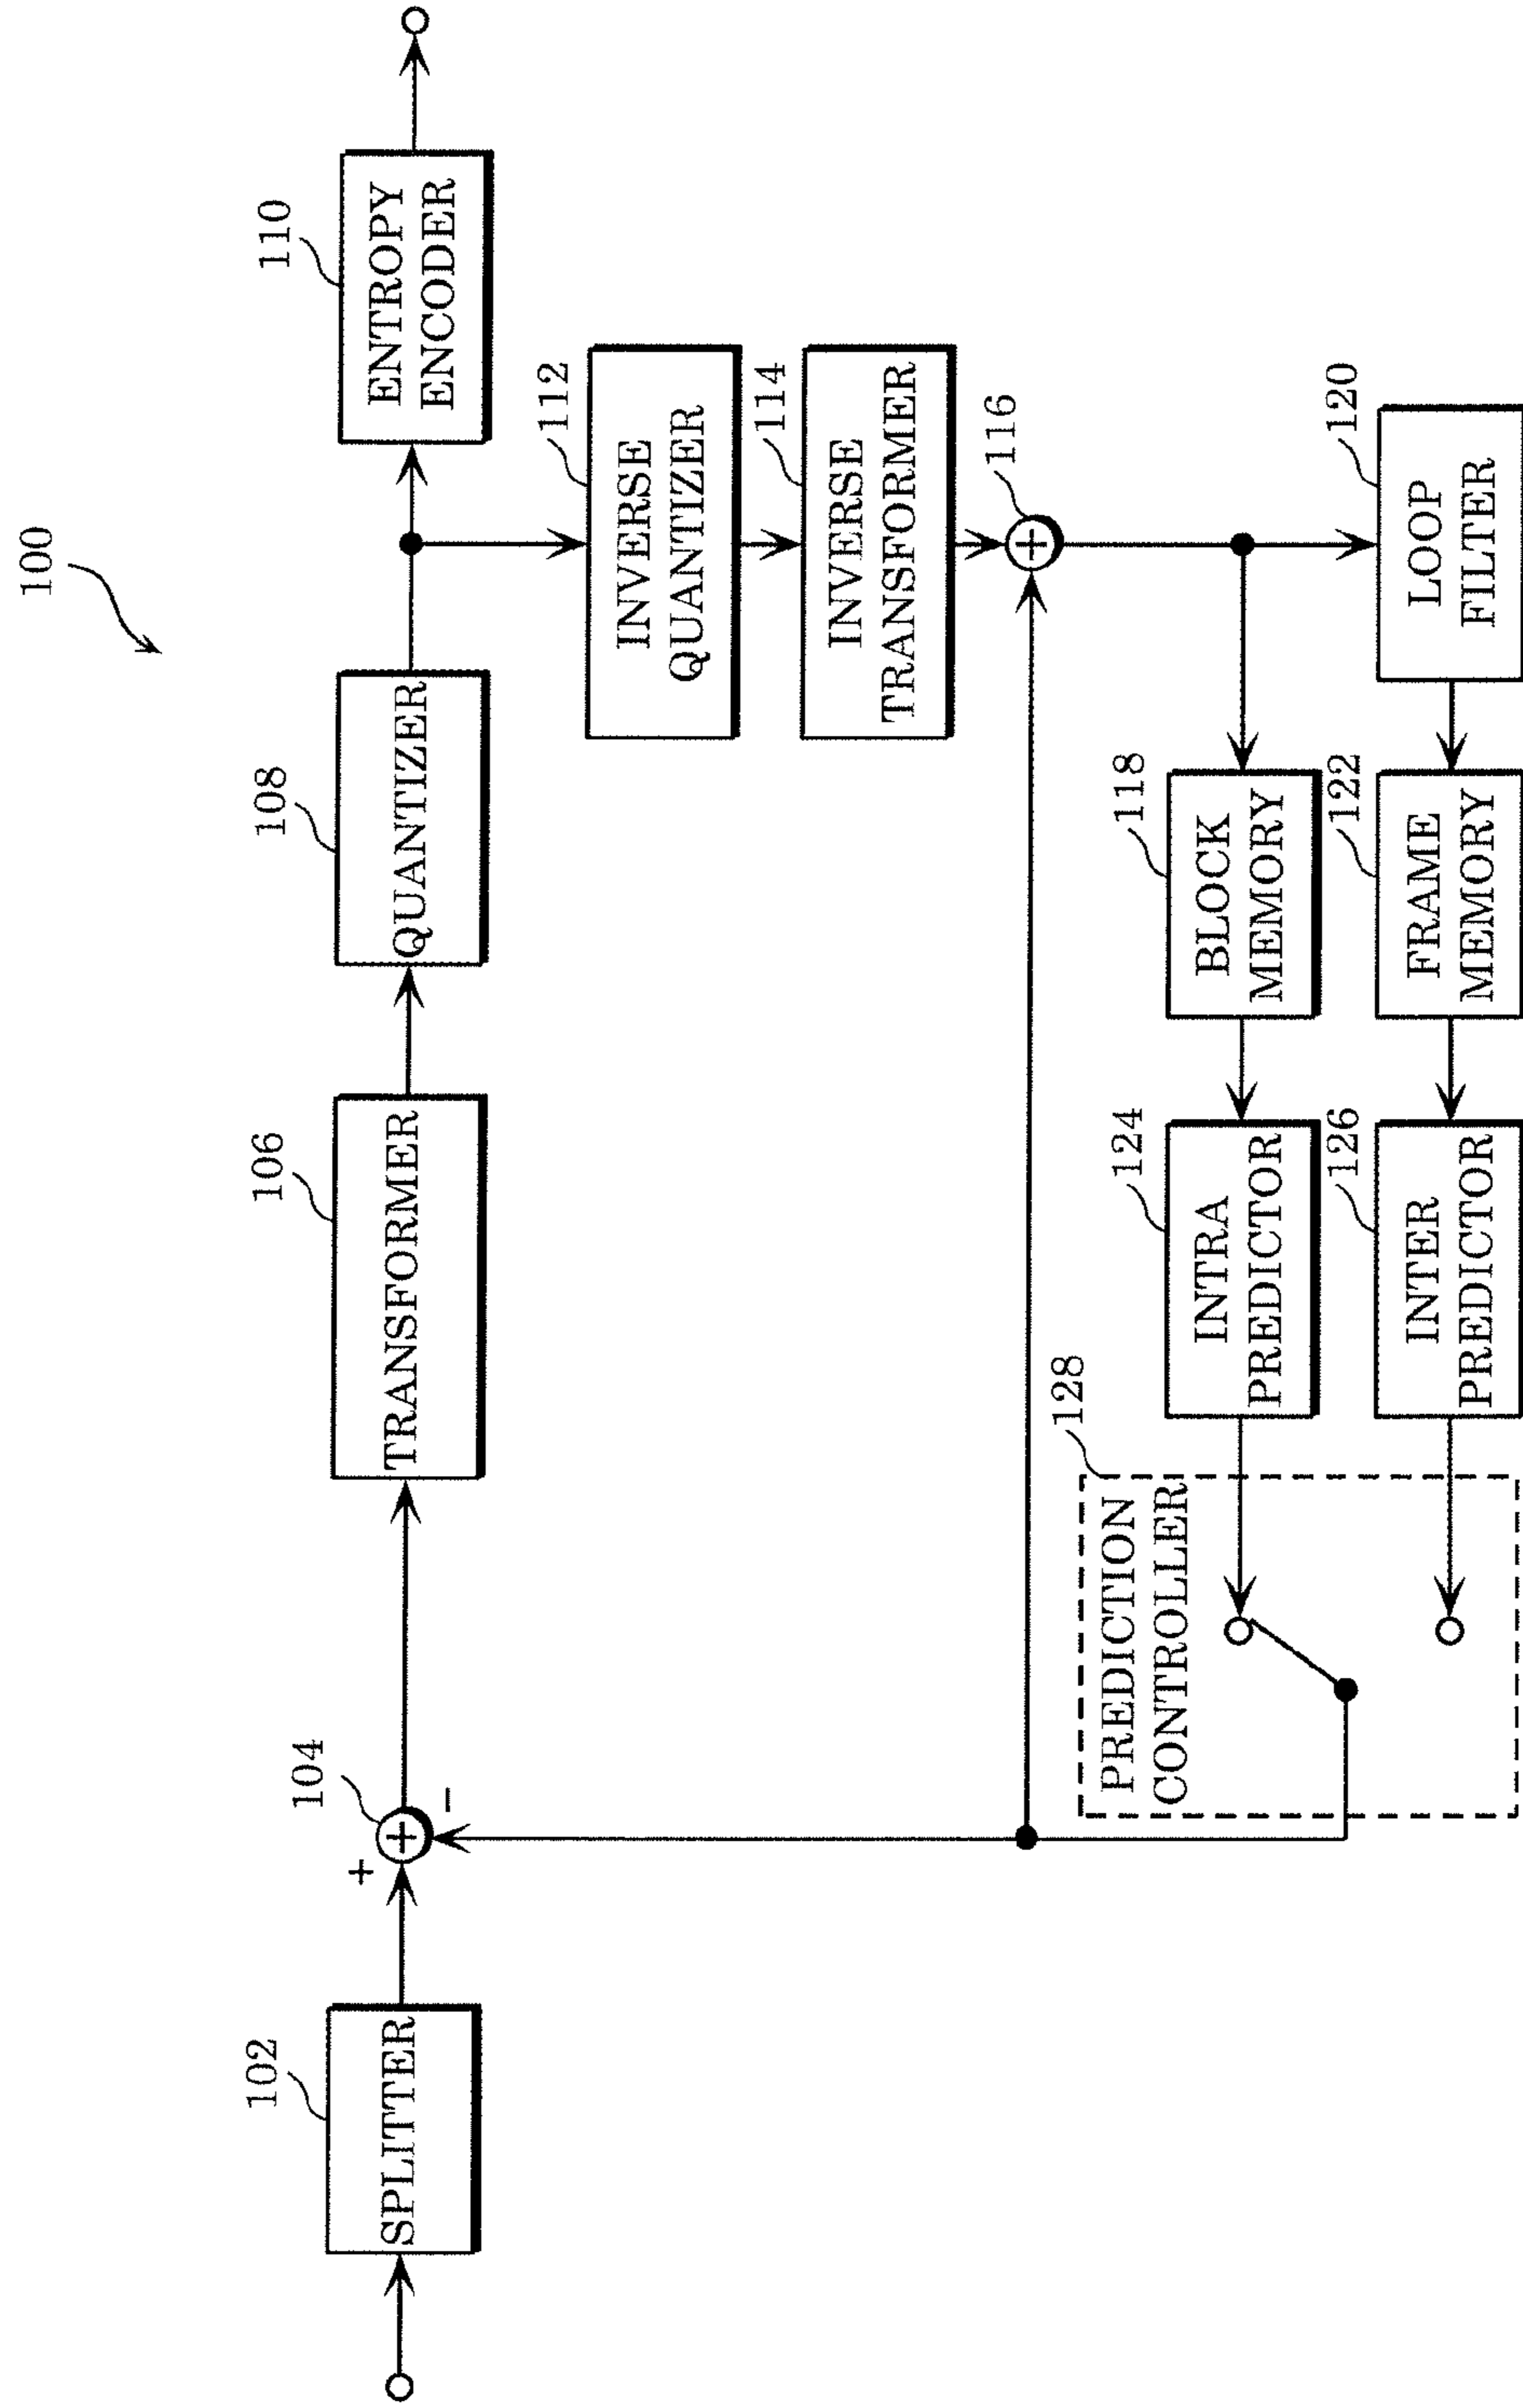 100
102
SPLITTER
104
+
+
-
106
TRANSFORMER
108
QUANTIZER
110
ENTROPY
ENCODER
112
INVERSE
QUANTIZER
114
INVERSE
TRANSFORMER
116
+
128
PREDICTION
CONTROLLER
124
INTRA
PREDICTOR
118
BLOCK
MEMORY
126
INTER
PREDICTOR
122
FRAME
MEMORY
120
LOOP
FILTER